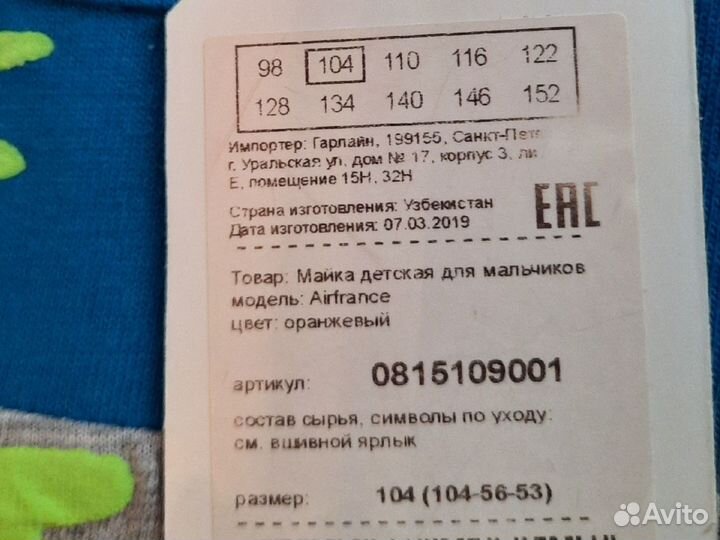 98 104 110 116 122
128 134 140 146 152
Импортер: Гарлайн, 199155, Санкт-Пете
г. Уральская ул, дом № 17, корпус 3, ли
Е, помещение 15Н, 32Н
Страна изготовления: Узбекистан
Дата изготовления: 07.03.2019
EAC
Товар: Майка детская для мальчиков
модель: Airfrance
цвет: оранжевый
артикул: 0815109001
состав сырья, символы по уходу:
см. вшивной ярлык
размер: 104 (104-56-53)
Avito